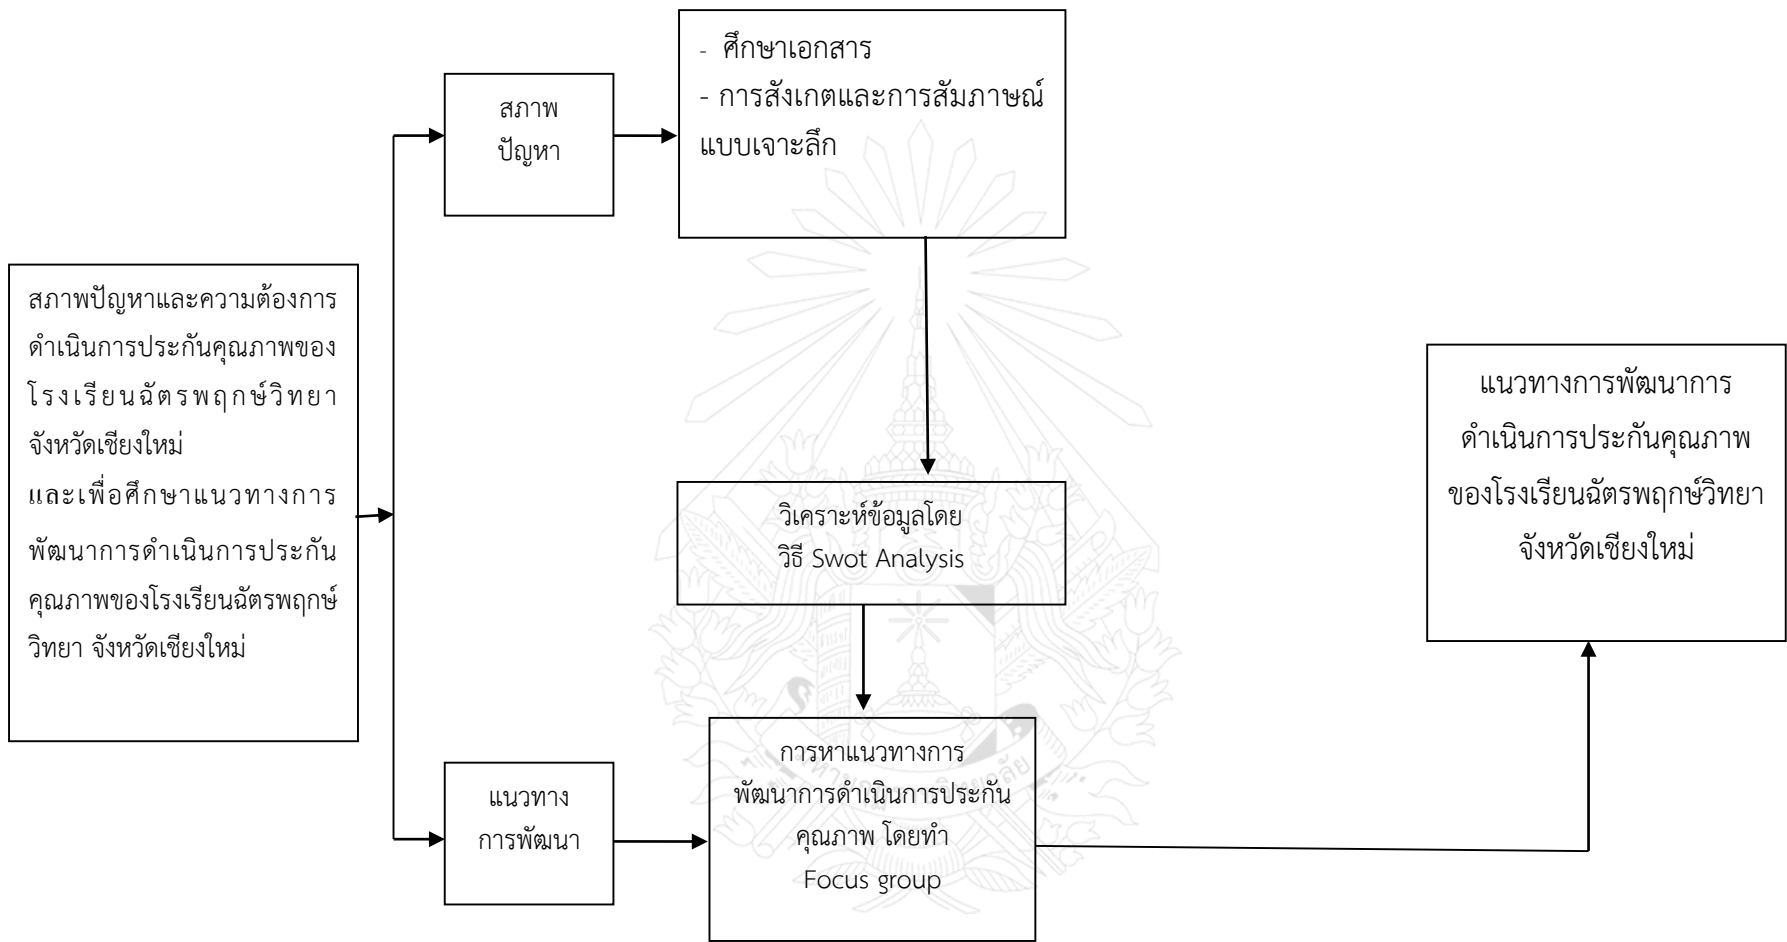 สภาพปัญหาและความต้องการ
ดำเนินการประกันคุณภาพของ
โรงเรียนฉัตรพฤกษ์วิทยา
จังหวัดเชียงใหม่
และเพื่อศึกษาแนวทางการ
พัฒนาการดำเนินการประกัน
คุณภาพของโรงเรียนฉัตรพฤกษ์
วิทยา จังหวัดเชียงใหม่
สภาพ
ปัญหา
- ศึกษาเอกสาร
- การสังเกตและการสัมภาษณ์
แบบเจาะลึก
วิเคราะห์ข้อมูลโดย
วิธี Swot Analysis
แนวทาง
การพัฒนา
การหาแนวทางการ
พัฒนาการดำเนินการประกัน
คุณภาพ โดยทำ
Focus group
แนวทางการพัฒนาการ
ดำเนินการประกันคุณภาพ
ของโรงเรียนฉัตรพฤกษ์วิทยา
จังหวัดเชียงใหม่